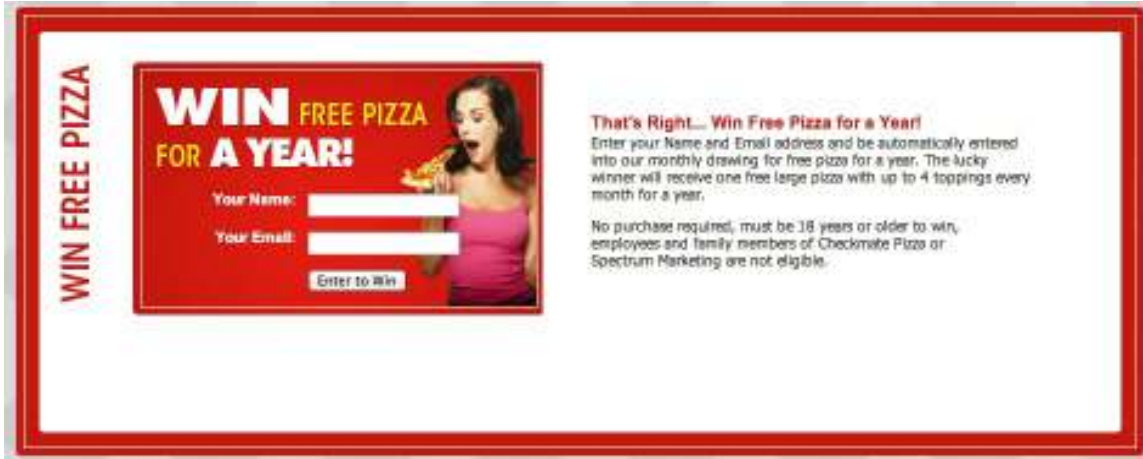 WIN FREE PIZZA
WIN FREE PIZZA
FOR A YEAR!
Your Name:
Your Email:
Enter to Win
That's Right... Win Free Pizza for a Year!
Enter your Name and Email address and be automatically entered
into our monthly drawing for free pizza for a year. The lucky
winner will receive one free large pizza with up to 4 toppings every
month for a year.
No purchase required, must be 18 years or older to win,
employees and family members of Checkmate Pizza or
Spectrum Marketing are not eligible.